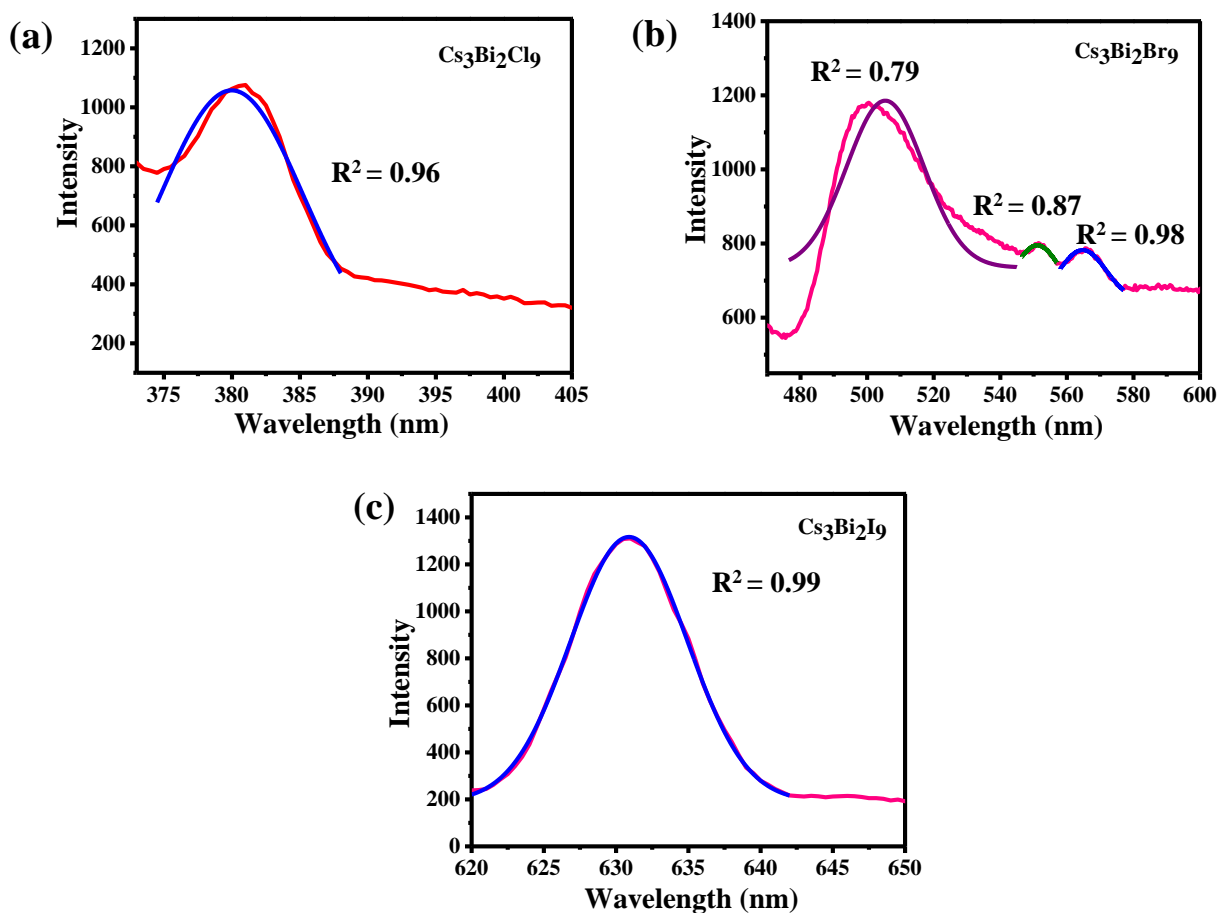 (a)
Cs₃Bi₂Cl₉
R² = 0.96
Intensity
1200
1000
800
600
400
200
375 380 385 390 395 400 405
Wavelength (nm)
(b)
Cs₃Bi₂Br₉
R² = 0.79
R² = 0.87
R² = 0.98
Intensity
1400
1200
1000
800
600
480 500 520 540 560 580 600
Wavelength (nm)
(c)
Cs₃Bi₂I₉
R² = 0.99
Intensity
1400
1200
1000
800
600
400
200
0
620 625 630 635 640 645 650
Wavelength (nm)